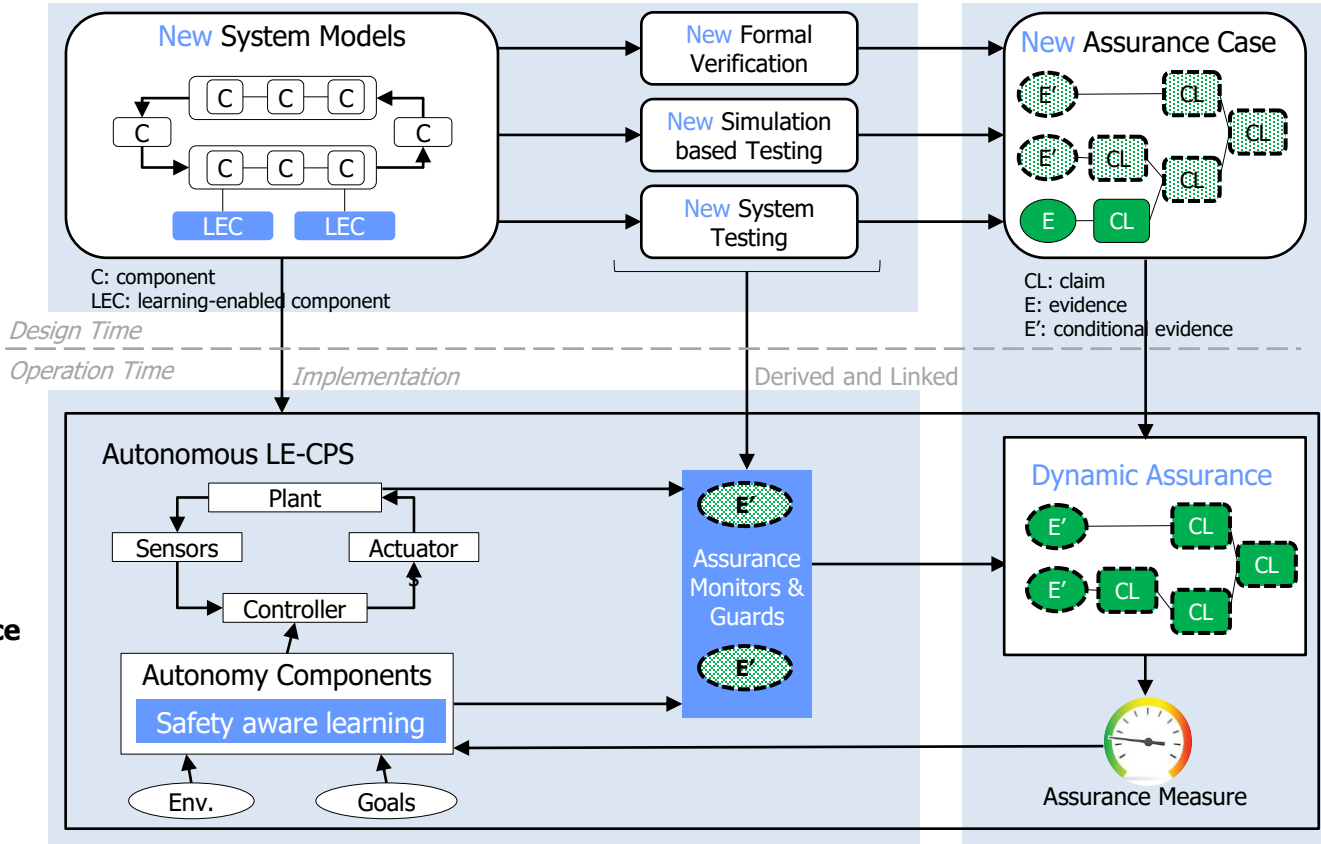 New System Models
C C C
C C
C C C
LEC LEC
C: component
LEC: learning-enabled component
New Formal
Verification
New Simulation
based Testing
New System
Testing
New Assurance Case
E' CL
CL
E' CL CL
E CL
CL: claim
E: evidence
E': conditional evidence
Design Time
Operation Time
Implementation
Derived and Linked
Autonomous LE-CPS
Plant
Sensors
Actuator
s
Controller
ce
Autonomy Components
Safety aware learning
Env.
Goals
E'
Assurance
Monitors &
Guards
E'
Dynamic Assurance
E' CL
CL
E' CL CL
Assurance Measure